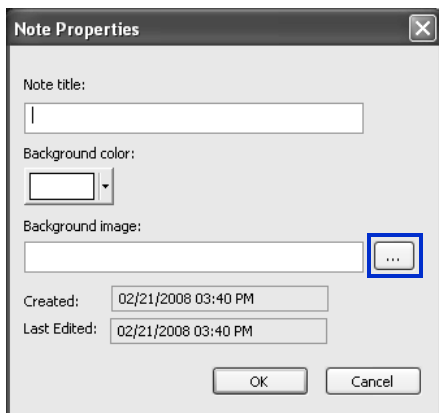 Note Properties
Note title:
Background color:
Background image:
...
Created: 02/21/2008 03:40 PM
Last Edited: 02/21/2008 03:40 PM
OK Cancel